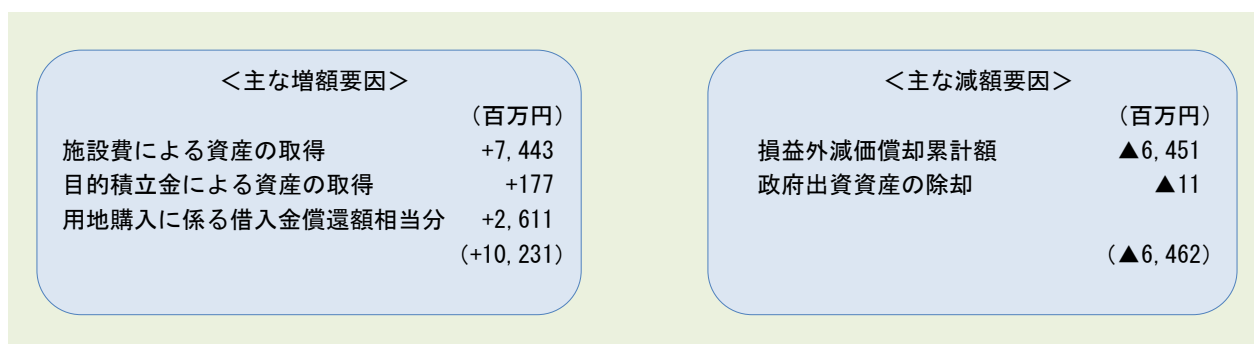 <主な増額要因>
(百万円)
施設費による資産の取得 +7,443
目的積立金による資産の取得 +177
用地購入に係る借入金償還額相当分 +2,611
(+10,231)
<主な減額要因>
(百万円)
損益外減価償却累計額 ▲6,451
政府出資資産の除却 ▲11
(▲6,462)